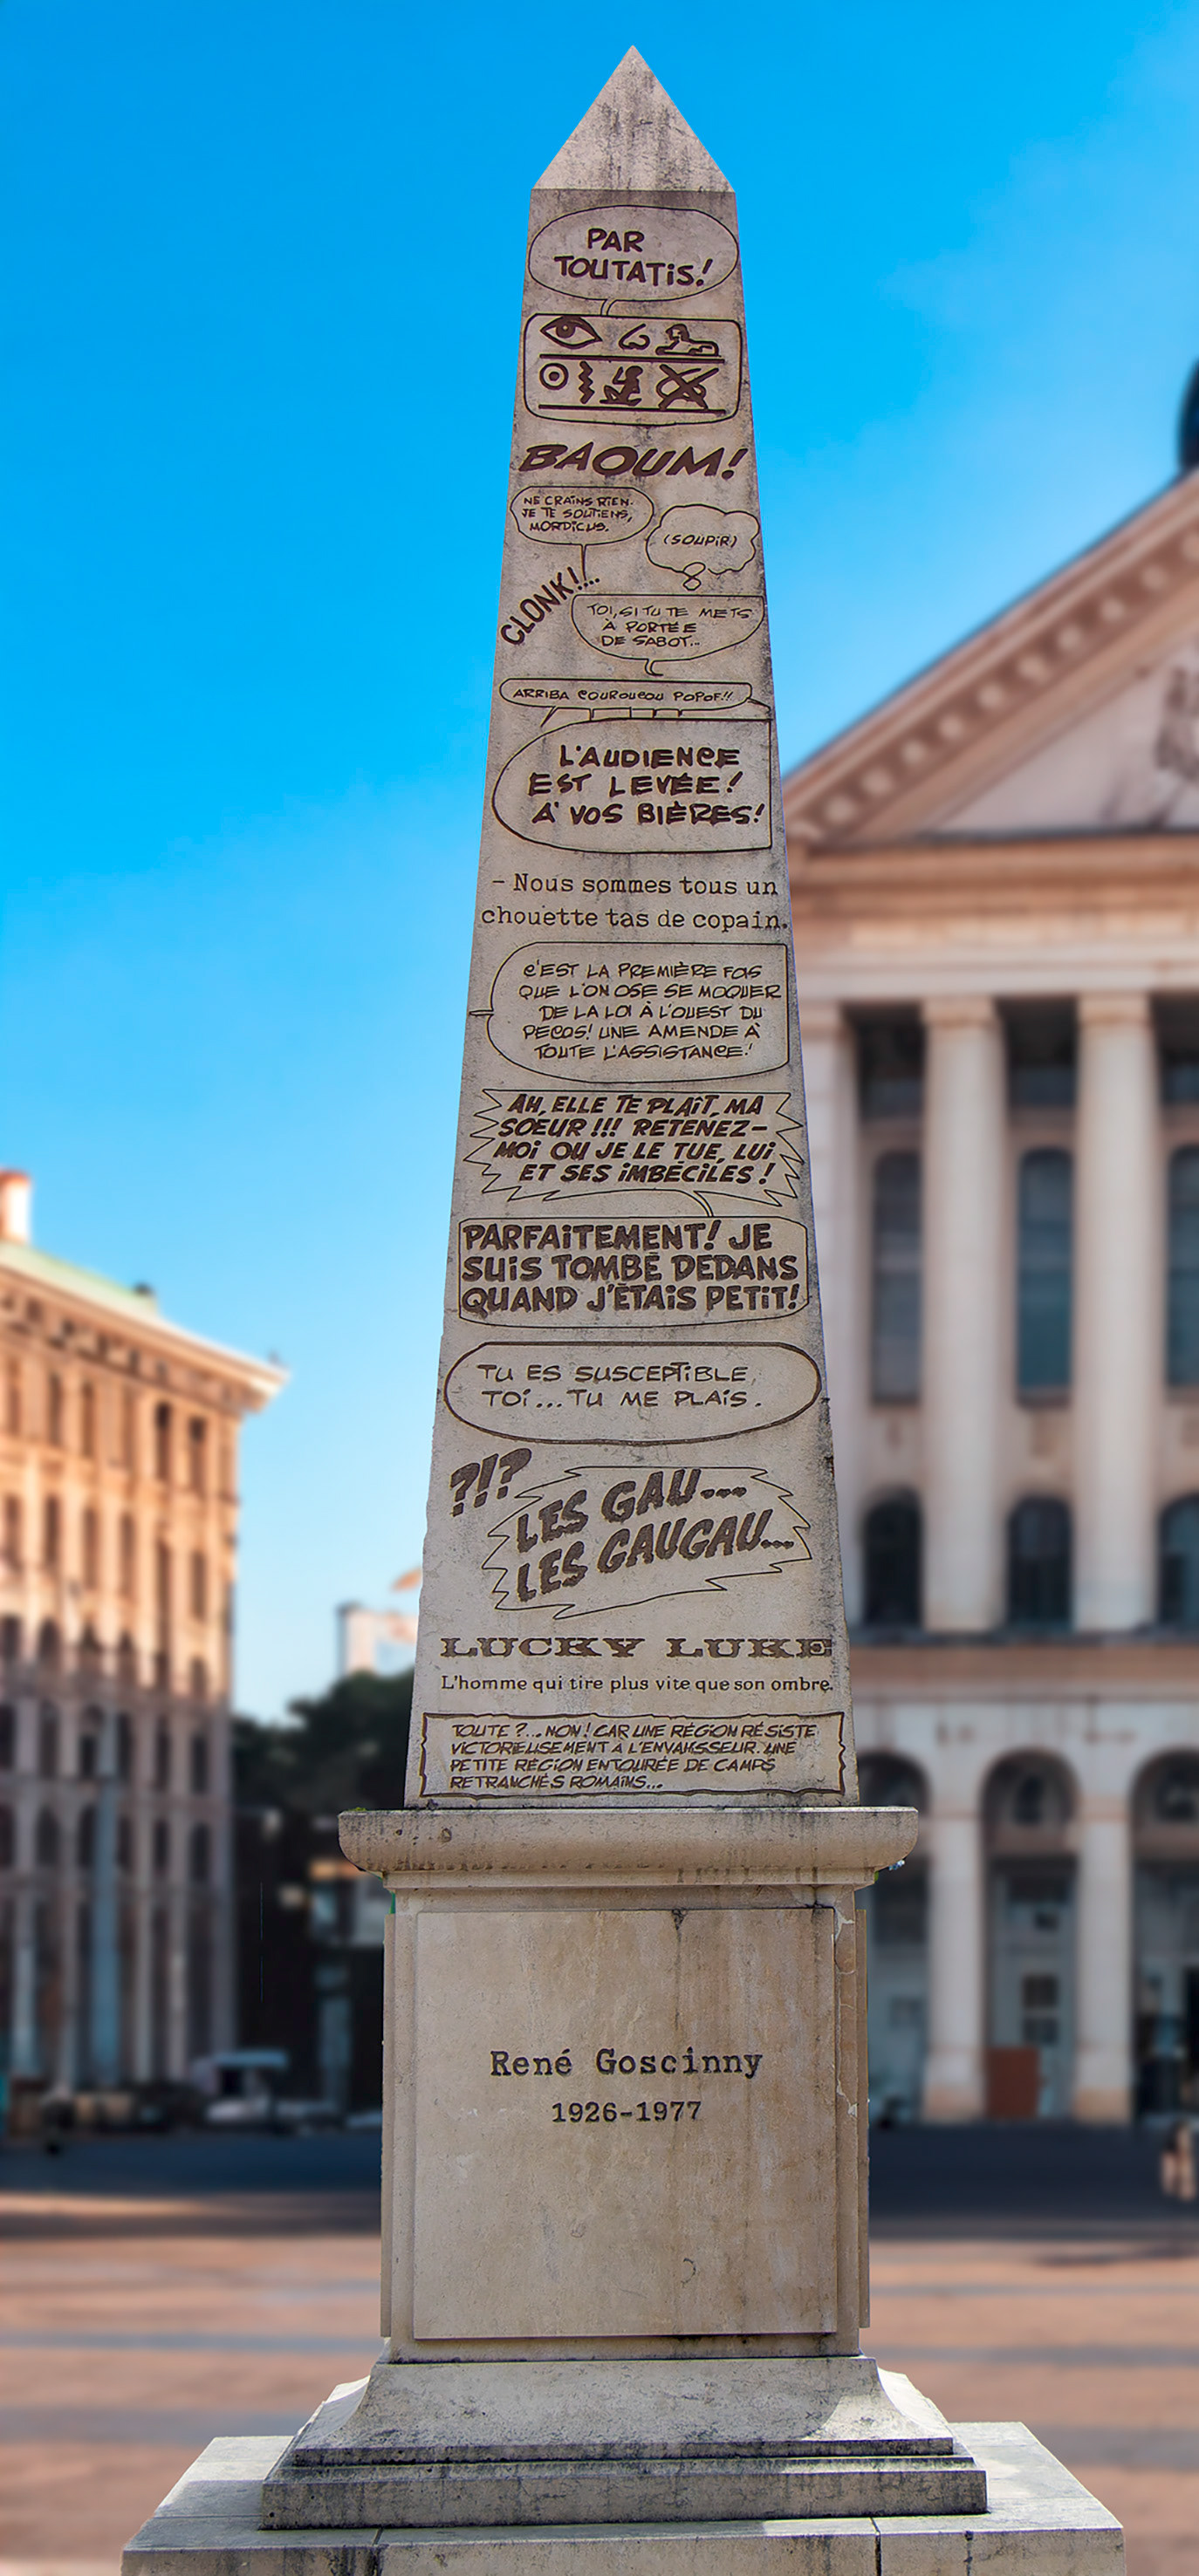 PAR
TOUTATiS!
BAOUM!
NE CRAiNS RiEN.
JE TE SOUTiENS,
MORDiCUS.
(SOUPiR)
CLONK!...
TOi, Si TU TE METS
À PORTÉE
DE SABOT...
ARRIBA COUROUCOU POPOF!!
L'AUDIENCE
EST LEVÉE!
À VOS BIÈRES!
– Nous sommes tous un
chouette tas de copain.
C'EST LA PREMIÈRE FOIS
QUE L'ON OSE SE MOQUER
DE LA LOI À L'OUEST DU
PECOS! UNE AMENDE À
TOUTE L'ASSISTANCE!
AH, ELLE TE PLAÎT, MA
SOEUR !!! RETENEZ-
MOi OU JE LE TUE, LUi
ET SES iMBÉCiLES !
PARFAiTEMENT! JE
SUiS TOMBÉ DEDANS
QUAND J'ÉTAiS PETiT!
TU ES SUSCEPTiBLE,
TOi... TU ME PLAiS.
?!?
LES GAU...
LES GAUGAU...
LUCKY LUKE
L'homme qui tire plus vite que son ombre.
TOUTE ?... NON ! CAR UNE RÉGION RÉSISTE
VICTORIEUSEMENT À L'ENVAHISSEUR. UNE
PETITE RÉGION ENTOURÉE DE CAMPS
RETRANCHÉS ROMAINS...
René Goscinny
1926-1977